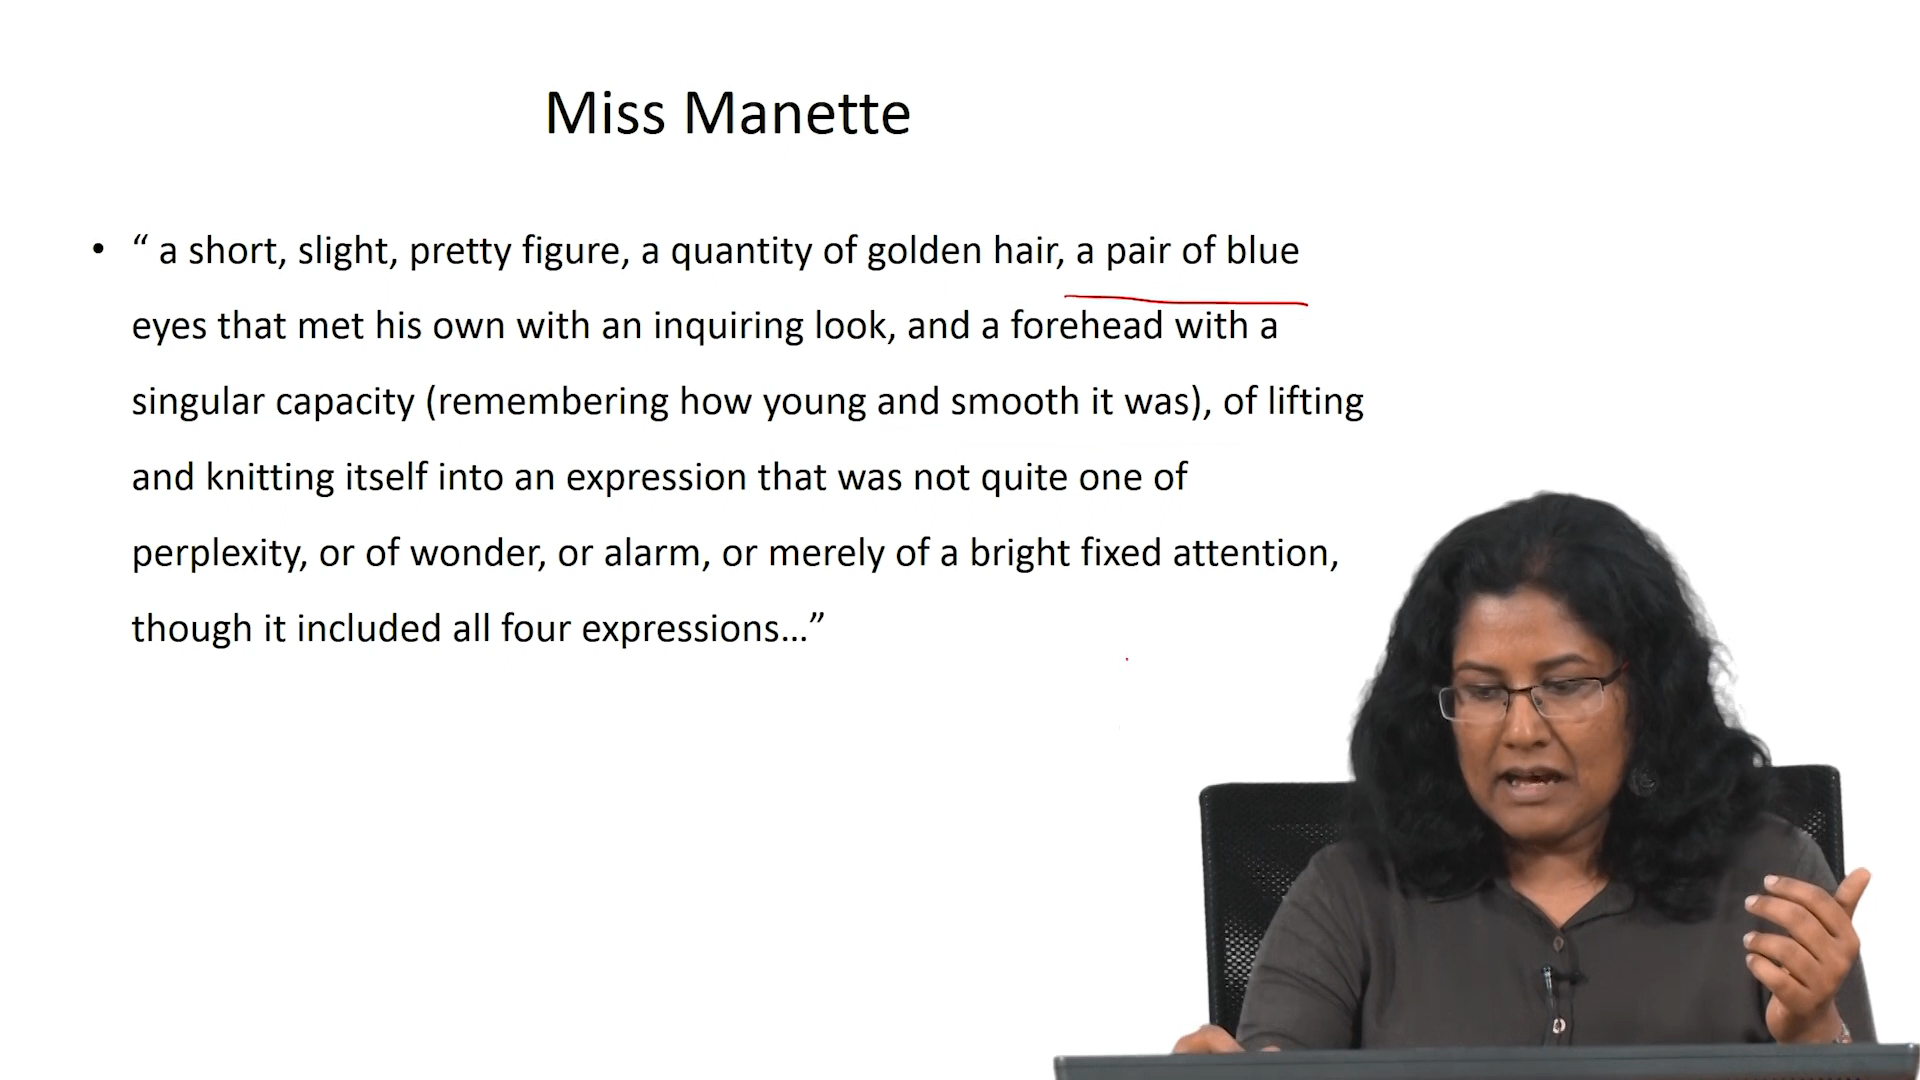 Miss Manette
• “ a short, slight, pretty figure, a quantity of golden hair, a pair of blue
eyes that met his own with an inquiring look, and a forehead with a
singular capacity (remembering how young and smooth it was), of lifting
and knitting itself into an expression that was not quite one of
perplexity, or of wonder, or alarm, or merely of a bright fixed attention,
though it included all four expressions…”